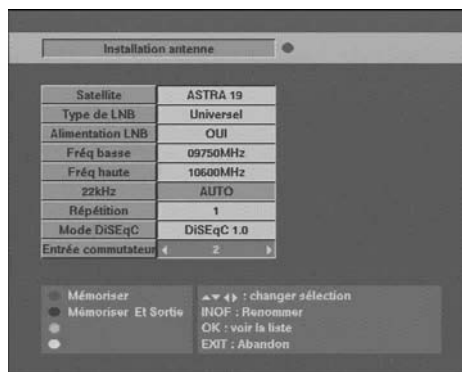 Installation antenne
Satellite ASTRA 19
Type de LNB Universel
Alimentation LNB OUI
Fréq basse 09750MHz
Fréq haute 10600MHz
22kHz AUTO
Répétition 1
Mode DiSEqC DiSEqC 1.0
Entrée commutateur 2
Mémoriser
Mémoriser Et Sortie
: changer sélection
INOF : Renommer
OK : voir la liste
EXIT : Abandon